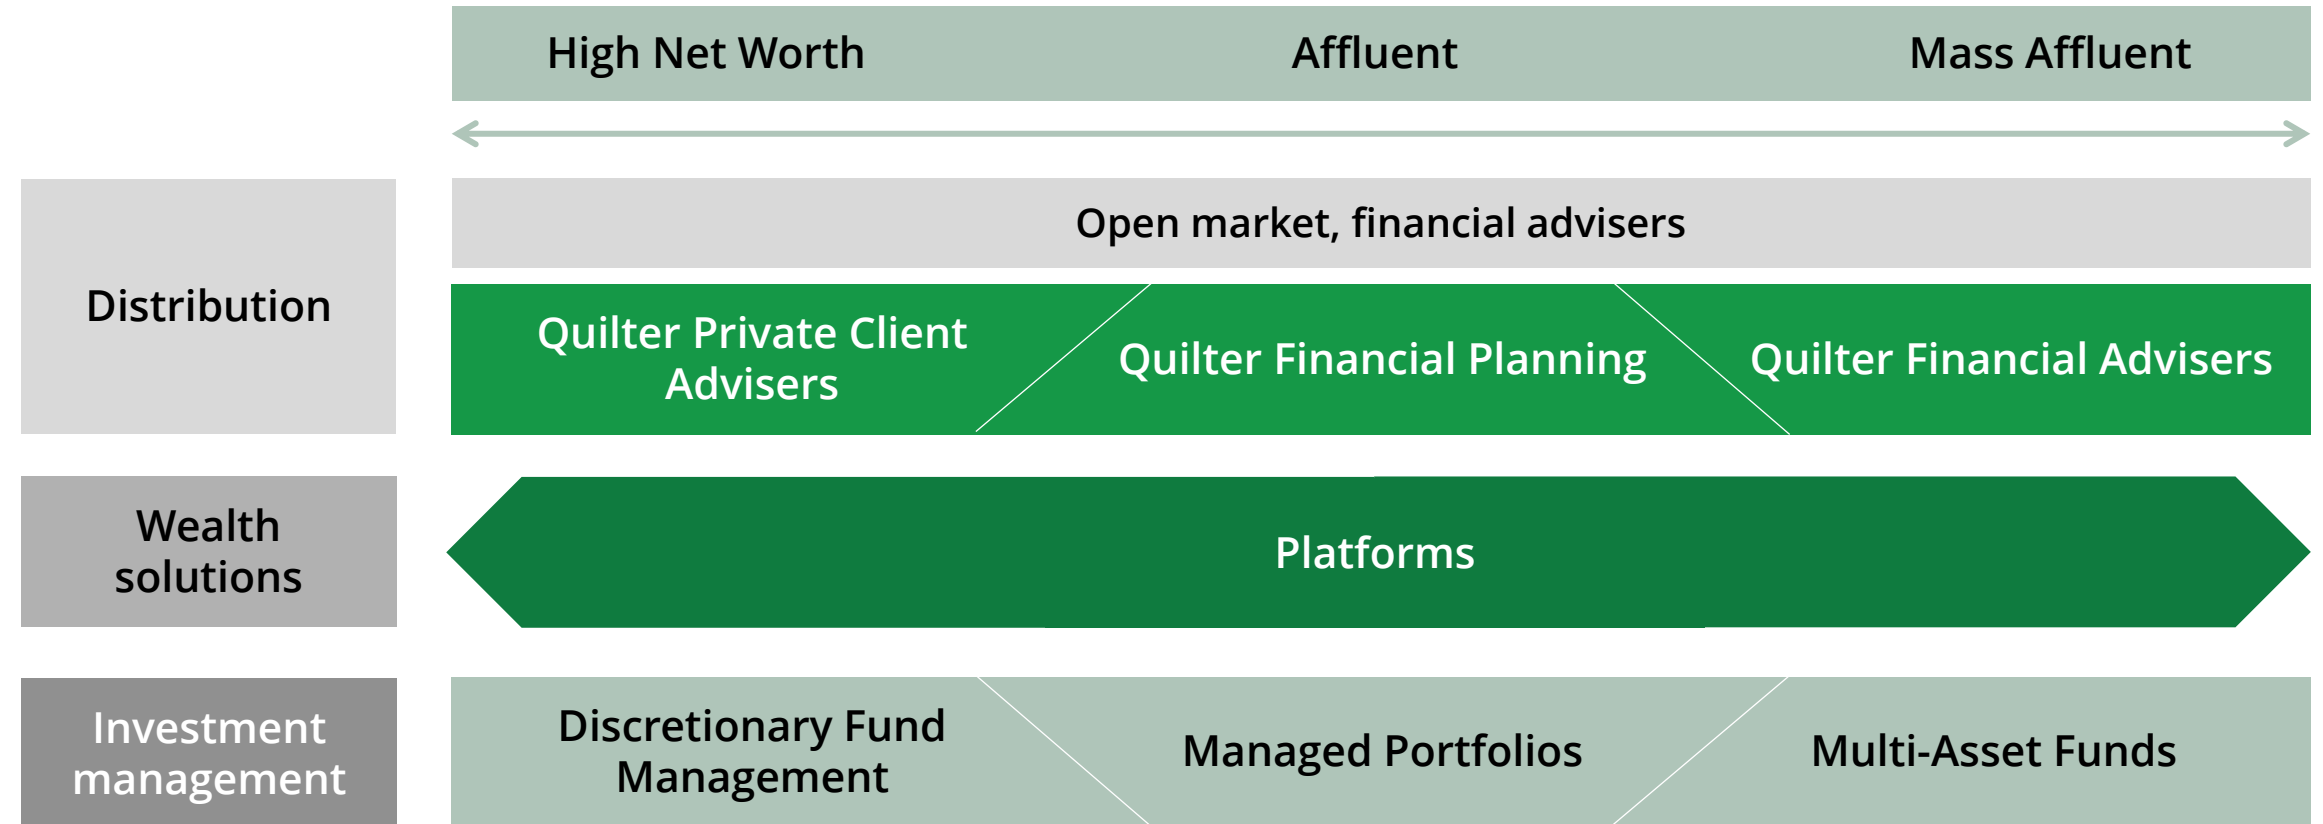 High Net Worth
Affluent
Mass Affluent
Distribution
Open market, financial advisers
Quilter Private Client
Advisers
Quilter Financial Planning
Quilter Financial Advisers
Wealth
solutions
Platforms
Investment
management
Discretionary Fund
Management
Managed Portfolios
Multi-Asset Funds